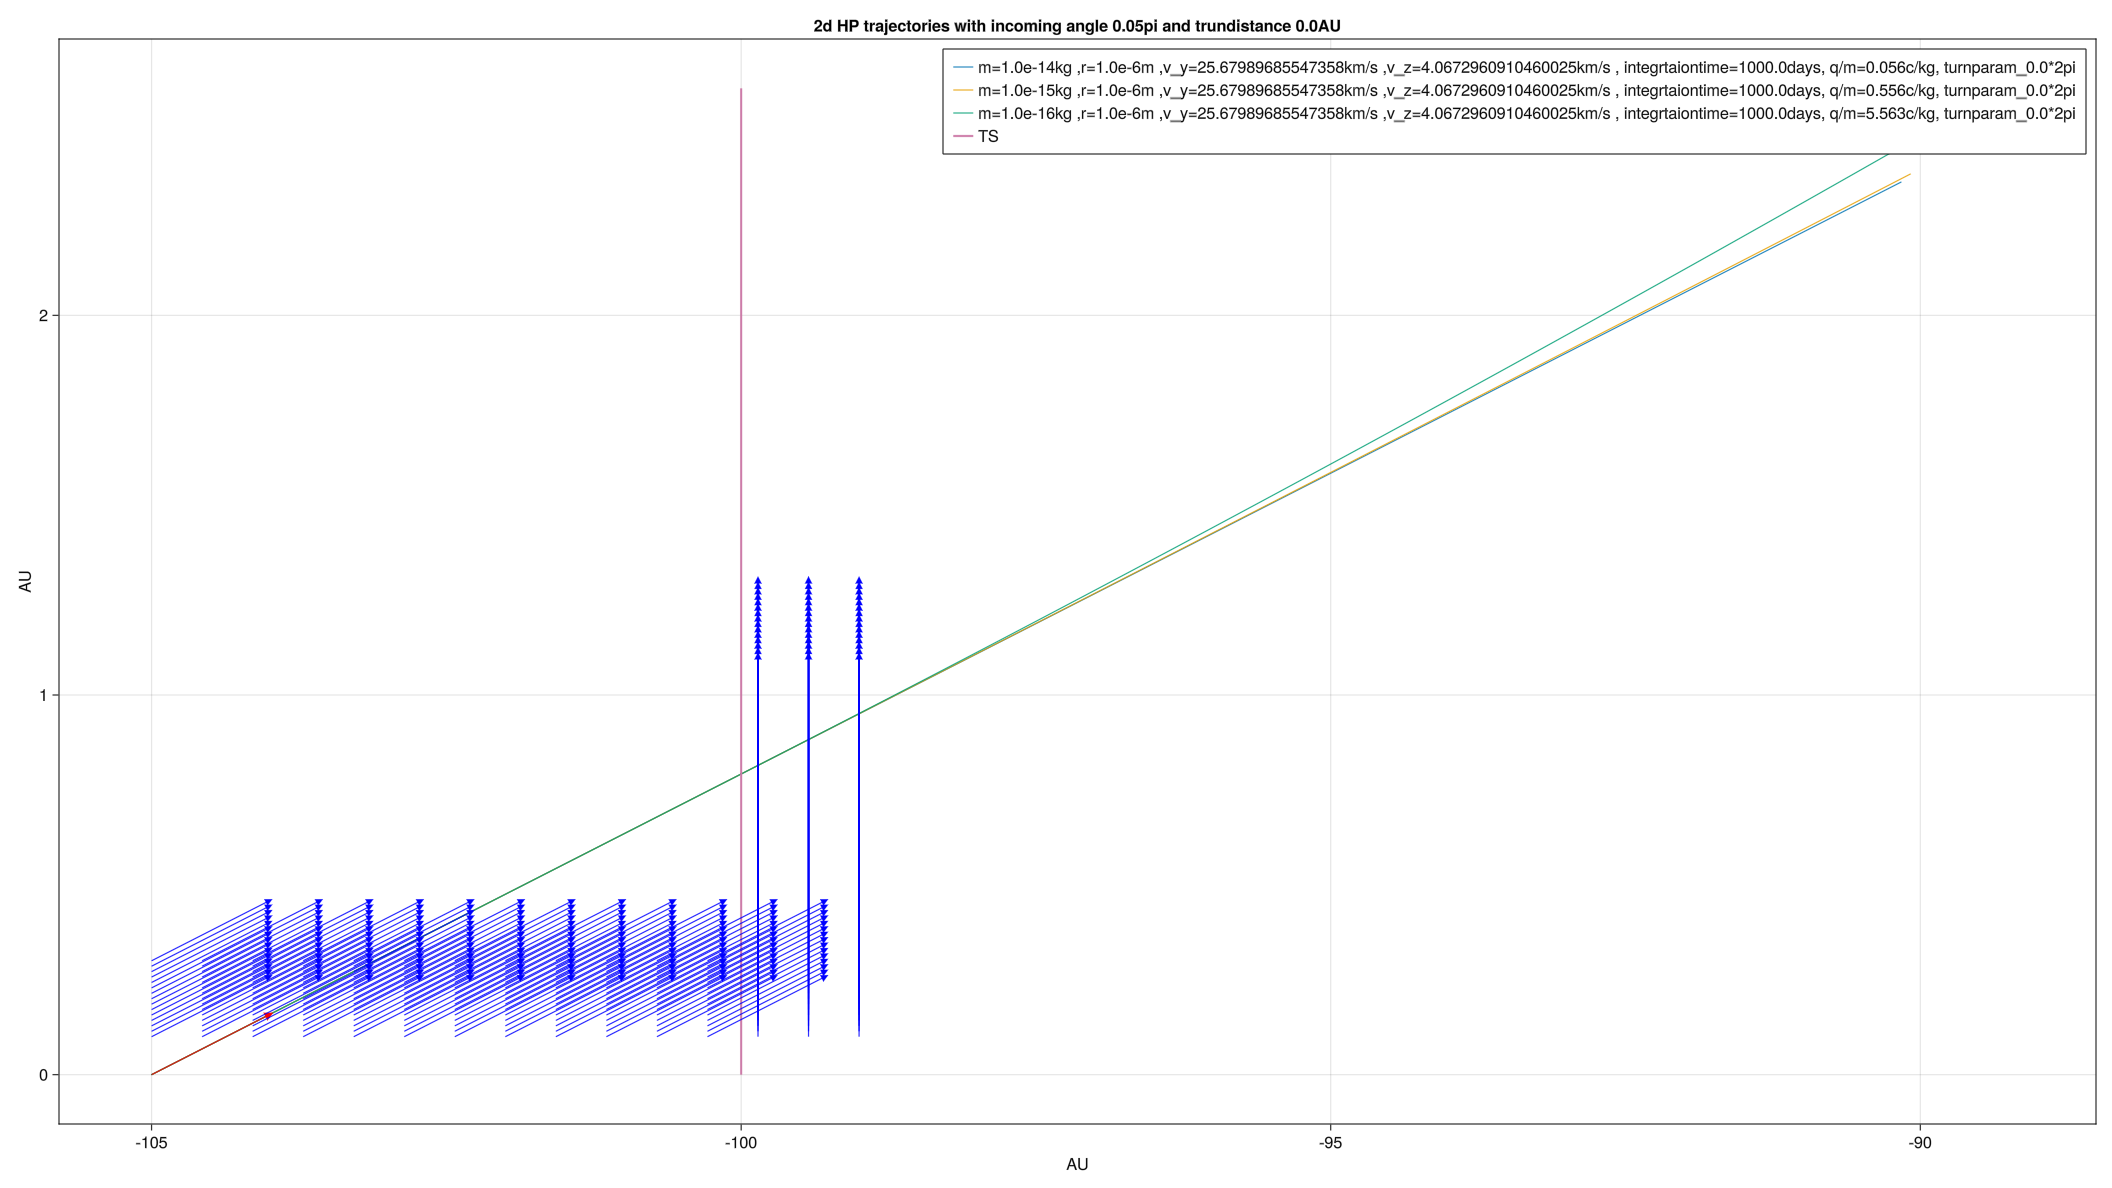 2d HP trajectories with incoming angle 0.05pi and trundistance 0.0AU
m=1.0e-14kg ,r=1.0e-6m ,v_y=25.67989685547358km/s ,v_z=4.0672960910460025km/s , integrtaiontime=1000.0days, q/m=0.056c/kg, turnparam_0.0*2pi
m=1.0e-15kg ,r=1.0e-6m ,v_y=25.67989685547358km/s ,v_z=4.0672960910460025km/s , integrtaiontime=1000.0days, q/m=0.556c/kg, turnparam_0.0*2pi
m=1.0e-16kg ,r=1.0e-6m ,v_y=25.67989685547358km/s ,v_z=4.0672960910460025km/s , integrtaiontime=1000.0days, q/m=5.563c/kg, turnparam_0.0*2pi
TS
2
1
0
AU
-105
-100
-95
-90
AU